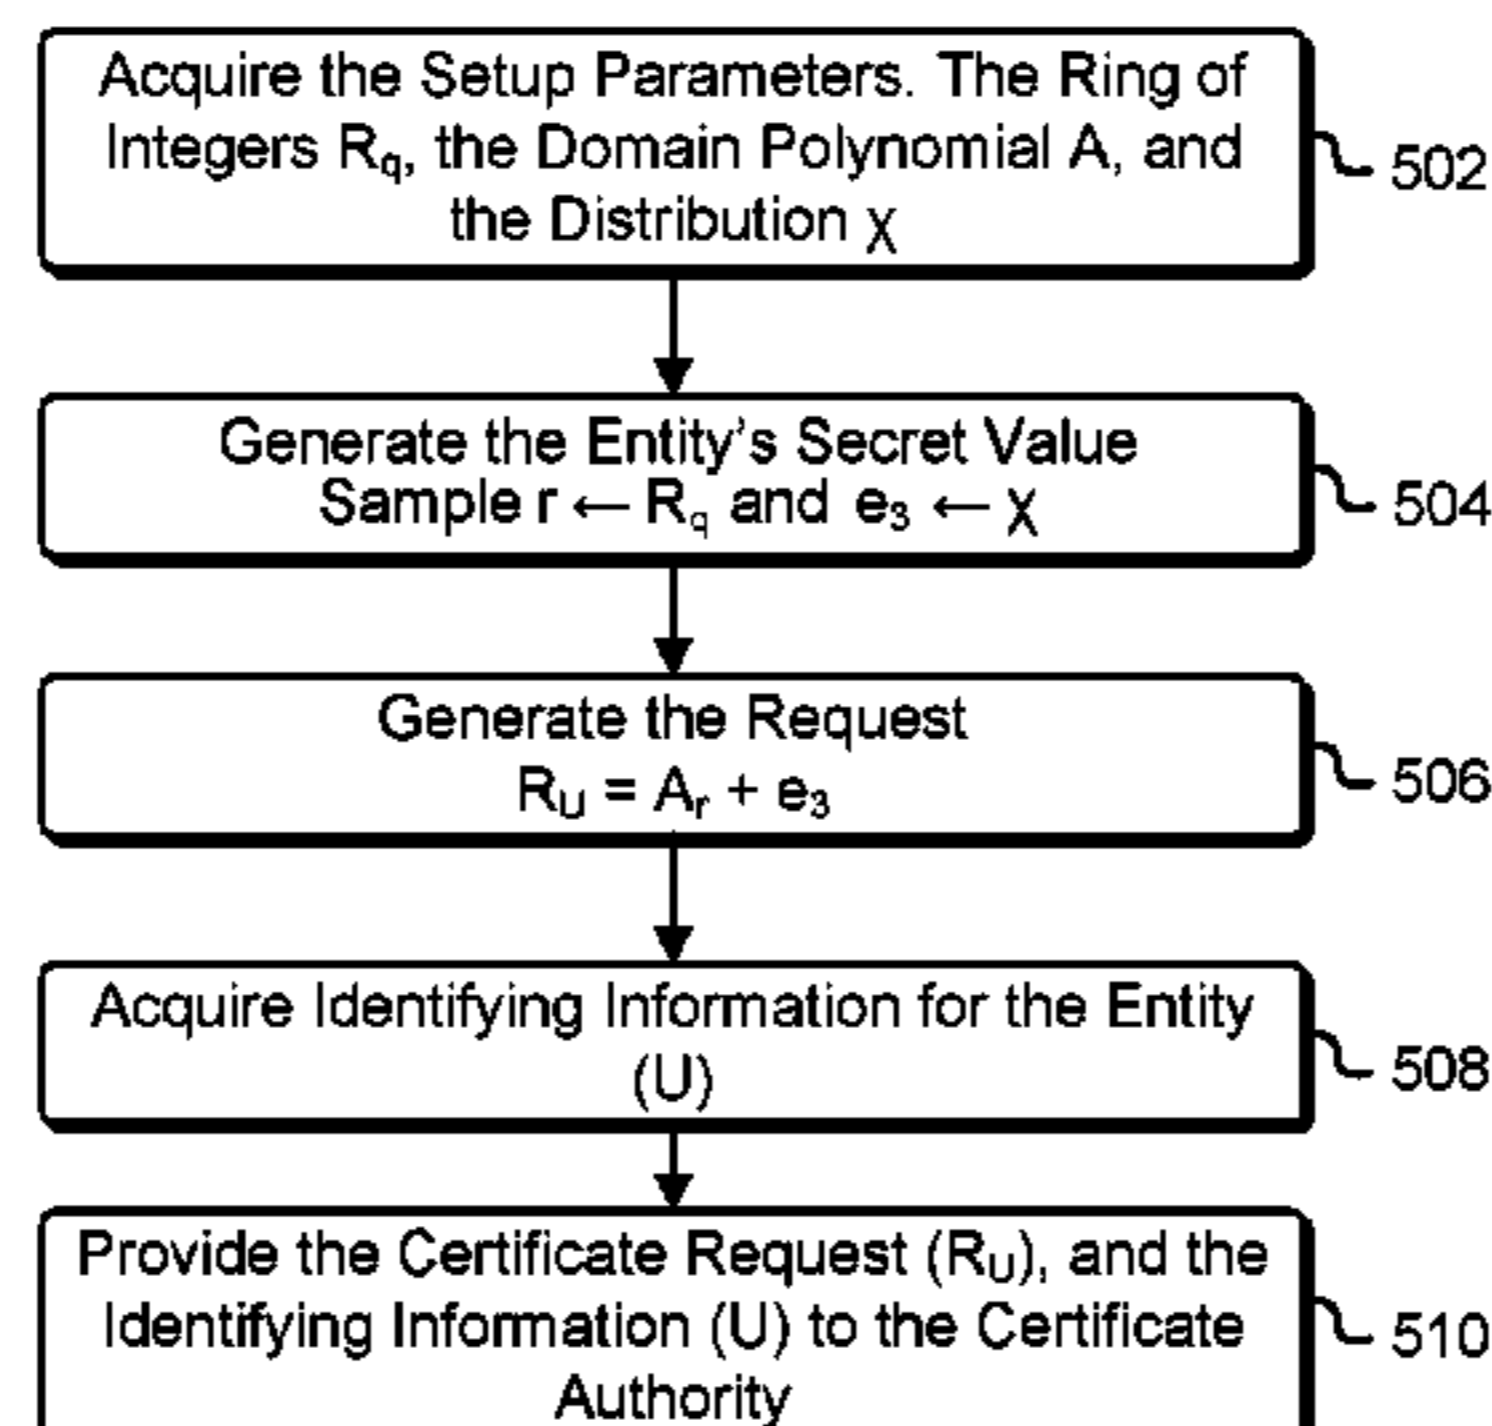 Acquire the Setup Parameters. The Ring of
Integers Rq, the Domain Polynomial A, and
the Distribution χ
502
Generate the Entity's Secret Value
Sample r ← Rq and e3 ← χ
504
Generate the Request
RU = Ar + e3
506
Acquire Identifying Information for the Entity
(U)
508
Provide the Certificate Request (RU), and the
Identifying Information (U) to the Certificate
Authority
510